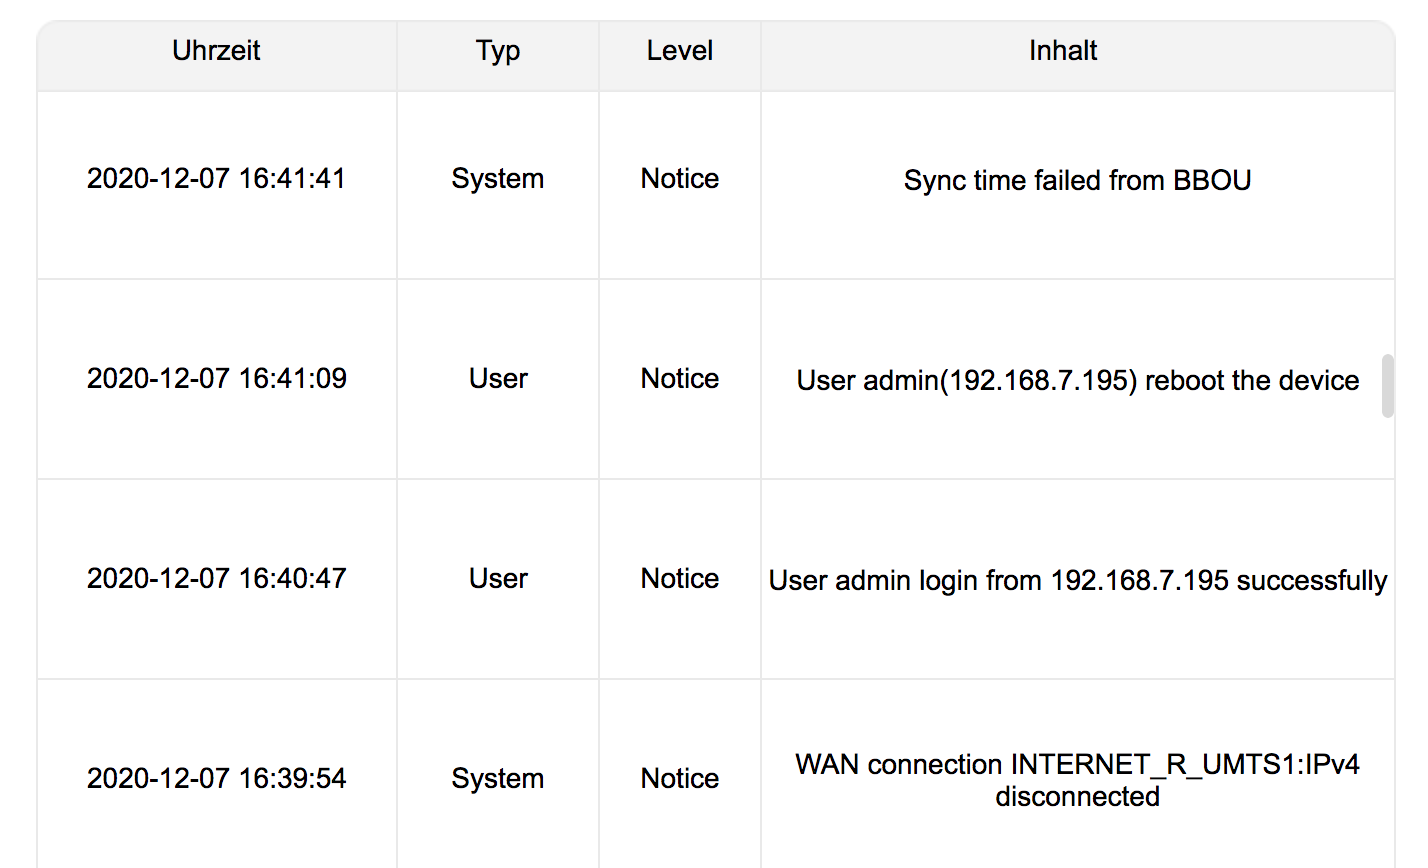 Uhrzeit Typ Level Inhalt
2020-12-07 16:41:41 System Notice Sync time failed from BBOU
2020-12-07 16:41:09 User Notice User admin(192.168.7.195) reboot the device
2020-12-07 16:40:47 User Notice User admin login from 192.168.7.195 successfully
2020-12-07 16:39:54 System Notice WAN connection INTERNET_R_UMTS1:IPv4
disconnected